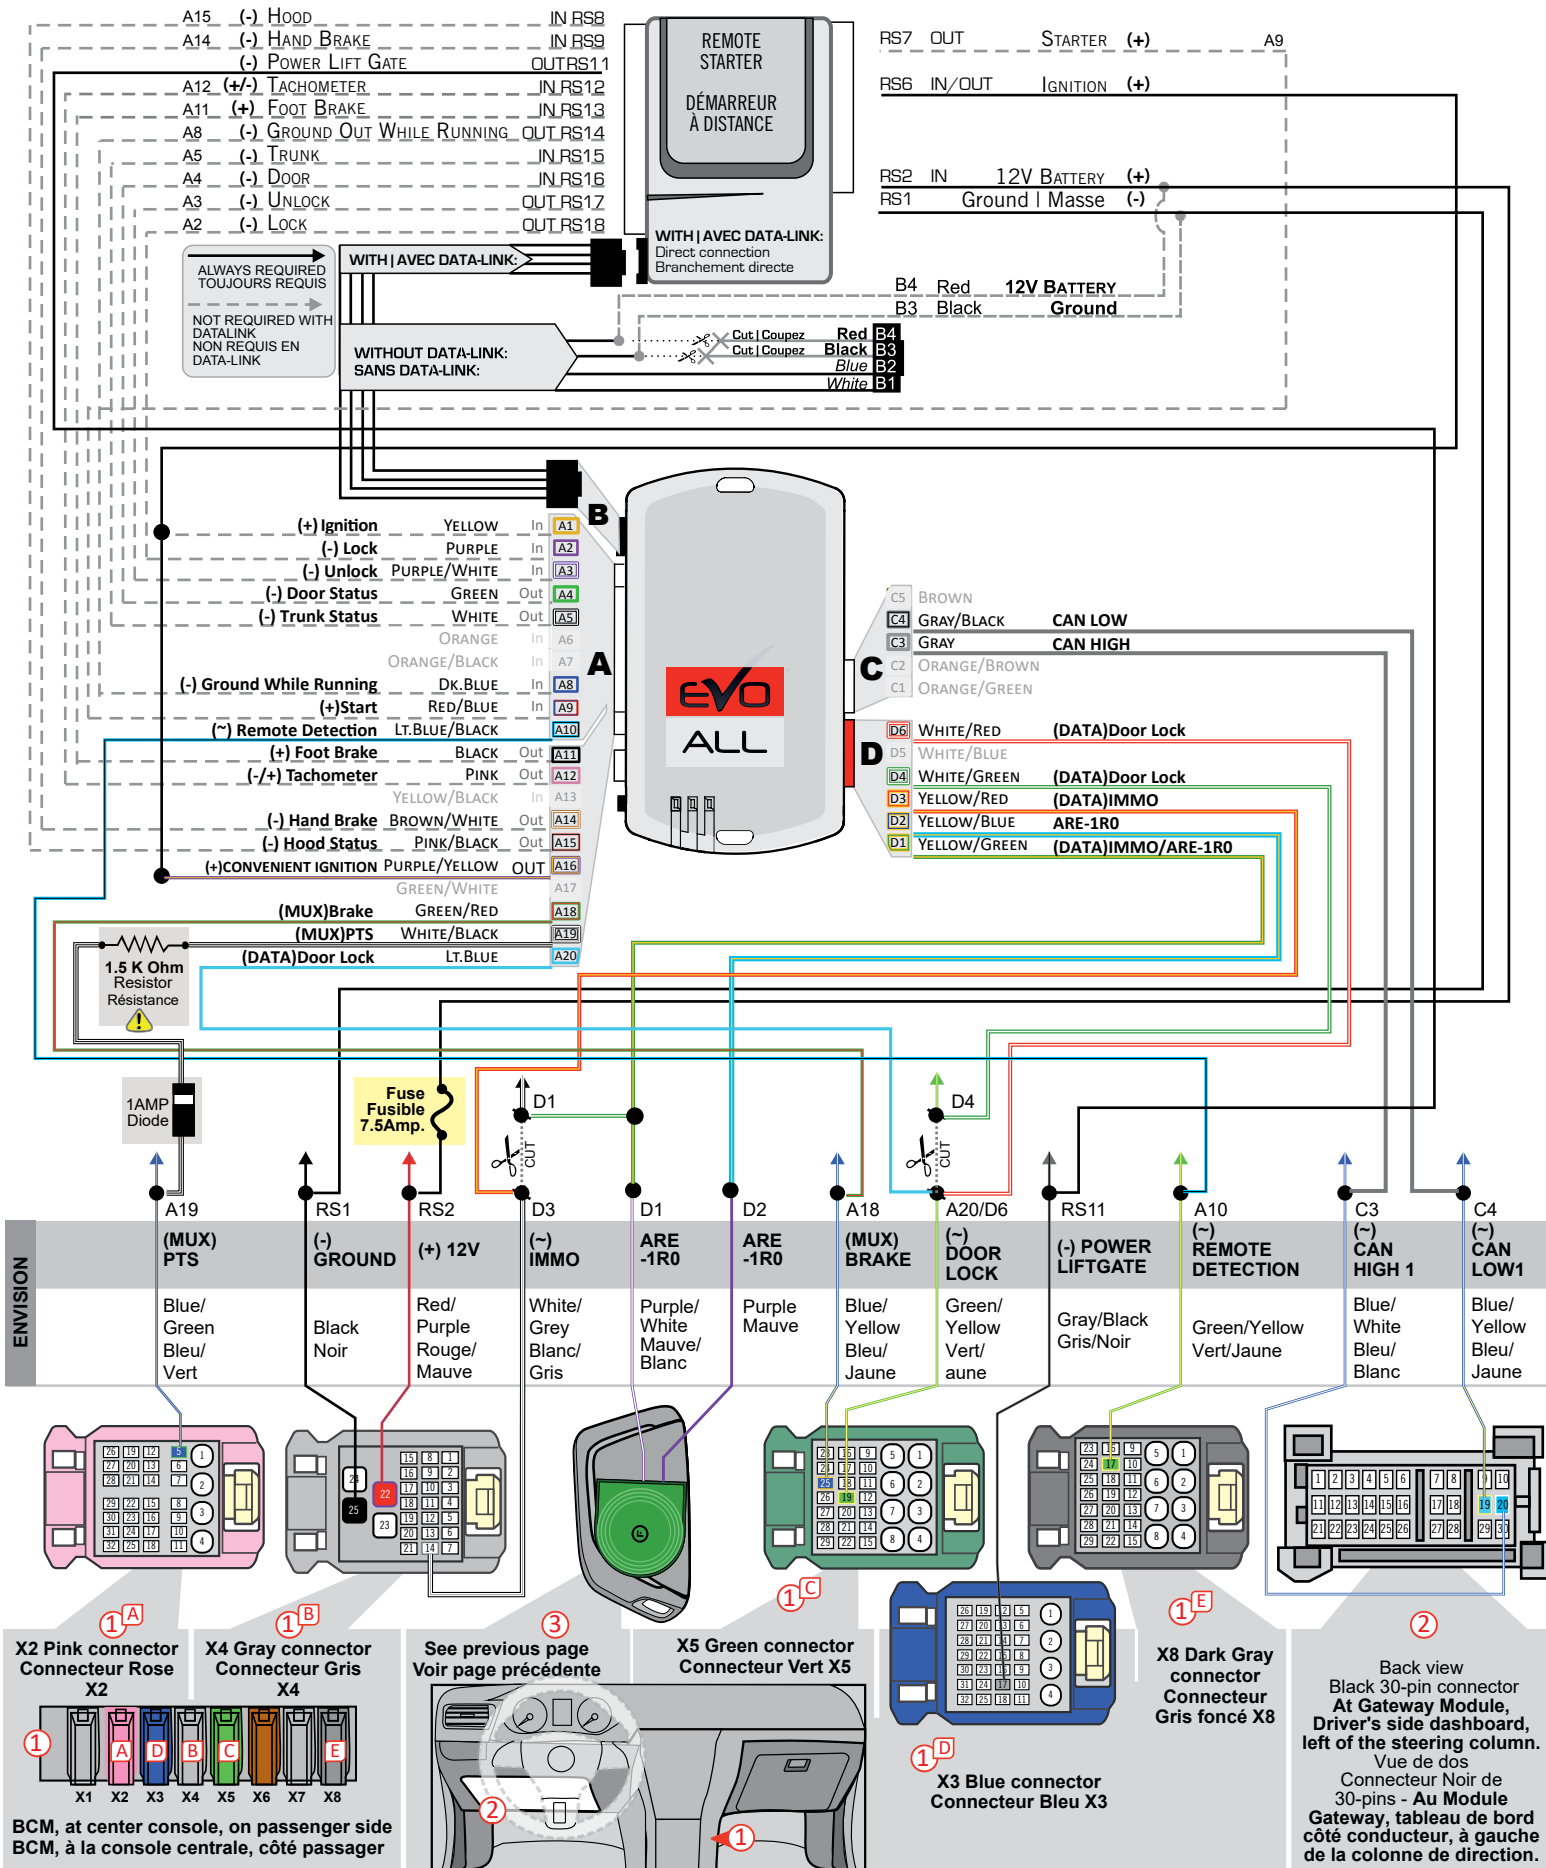 A15 (-) HOOD IN RS8
A14 (-) HAND BRAKE IN RS9
(-) POWER LIFT GATE OUT RS11
A12 (+/-) TACHOMETER IN RS12
A11 (+) FOOT BRAKE IN RS13
A8 (-) GROUND OUT WHILE RUNNING OUT RS14
A5 (-) TRUNK IN RS15
A4 (-) DOOR IN RS16
A3 (-) UNLOCK OUT RS17
A2 (-) LOCK OUT RS18
REMOTE
STARTER
DÉMARREUR
À DISTANCE
WITH | AVEC DATA-LINK:
Direct connection
Branchement directe
RS7 OUT STARTER (+) A9
RS6 IN/OUT IGNITION (+)
RS2 IN 12V BATTERY (+)
RS1 Ground | Masse (-)
ALWAYS REQUIRED
TOUJOURS REQUIS
NOT REQUIRED WITH
DATALINK
NON REQUIS EN
DATA-LINK
WITH | AVEC DATA-LINK:
WITHOUT DATA-LINK:
SANS DATA-LINK:
B4 Red 12V BATTERY
B3 Black Ground
Cut | Coupez Red B4
Cut | Coupez Black B3
Blue B2
White B1
B
A
C
D
EVO
ALL
(+) Ignition YELLOW In A1
(-) Lock PURPLE In A2
(-) Unlock PURPLE/WHITE In A3
(-) Door Status GREEN Out A4
(-) Trunk Status WHITE Out A5
ORANGE In A6
ORANGE/BLACK In A7
(-) Ground While Running DK.BLUE In A8
(+)Start RED/BLUE In A9
(~) Remote Detection LT.BLUE/BLACK A10
(+) Foot Brake BLACK Out A11
(-/+) Tachometer PINK Out A12
YELLOW/BLACK In A13
(-) Hand Brake BROWN/WHITE Out A14
(-) Hood Status PINK/BLACK Out A15
(+)CONVENIENT IGNITION PURPLE/YELLOW OUT A16
GREEN/WHITE A17
(MUX)Brake GREEN/RED A18
(MUX)PTS WHITE/BLACK A19
(DATA)Door Lock LT.BLUE A20
C5 BROWN
C4 GRAY/BLACK CAN LOW
C3 GRAY CAN HIGH
C2 ORANGE/BROWN
C1 ORANGE/GREEN
D6 WHITE/RED (DATA)Door Lock
D5 WHITE/BLUE
D4 WHITE/GREEN (DATA)Door Lock
D3 YELLOW/RED (DATA)IMMO
D2 YELLOW/BLUE ARE-1R0
D1 YELLOW/GREEN (DATA)IMMO/ARE-1R0
1.5 K Ohm
Resistor
Résistance
1AMP
Diode
Fuse
Fusible
7.5Amp.
D1
CUT
D4
CUT
A19 RS1 RS2 D3 D1 D2 A18 A20/D6 RS11 A10 C3 C4
ENVISION
(MUX)
PTS
(-)
GROUND
(+) 12V
(~)
IMMO
ARE
-1R0
ARE
-1R0
(MUX)
BRAKE
(~)
DOOR
LOCK
(-) POWER
LIFTGATE
(~)
REMOTE
DETECTION
(~)
CAN
HIGH 1
(~)
CAN
LOW1
Blue/
Green
Bleu/
Vert
Black
Noir
Red/
Purple
Rouge/
Mauve
White/
Grey
Blanc/
Gris
Purple/
White
Mauve/
Blanc
Purple
Mauve
Blue/
Yellow
Bleu/
Jaune
Green/
Yellow
Vert/
aune
Gray/Black
Gris/Noir
Green/Yellow
Vert/Jaune
Blue/
White
Bleu/
Blanc
Blue/
Yellow
Bleu/
Jaune
1 A
X2 Pink connector
Connecteur Rose
X2
1 B
X4 Gray connector
Connecteur Gris
X4
3
See previous page
Voir page précédente
1 C
X5 Green connector
Connecteur Vert X5
1 D
X3 Blue connector
Connecteur Bleu X3
1 E
X8 Dark Gray
connector
Connecteur
Gris foncé X8
2
Back view
Black 30-pin connector
At Gateway Module,
Driver's side dashboard,
left of the steering column.
Vue de dos
Connecteur Noir de
30-pins - Au Module
Gateway, tableau de bord
côté conducteur, à gauche
de la colonne de direction.
1
A D B C E
X1 X2 X3 X4 X5 X6 X7 X8
BCM, at center console, on passenger side
BCM, à la console centrale, côté passager
2
1